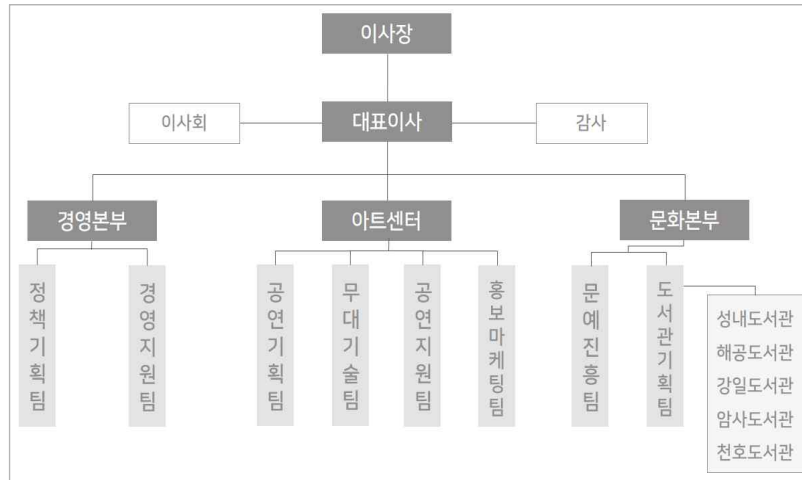 이사장
이사회
대표이사
감사
경영본부
아트센터
문화본부
정책기획팀
경영지원팀
공연기획팀
무대기술팀
공연지원팀
홍보마케팅팀
문예진흥팀
도서관기획팀
성내도서관
해공도서관
강일도서관
암사도서관
천호도서관